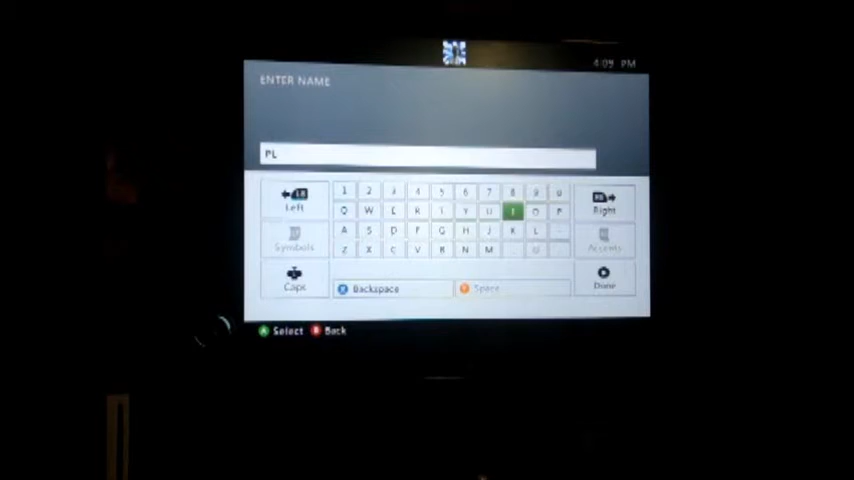 4:09 PM
ENTER NAME
PL
Left
1 2 3 4 5 6 7 8 9 0
Right
Q W E R T Y U I O P
Symbols
A S D F G H J K L -
Accents
Z X C V B N M
Caps
X Backspace
Y Space
Done
A Select B Back